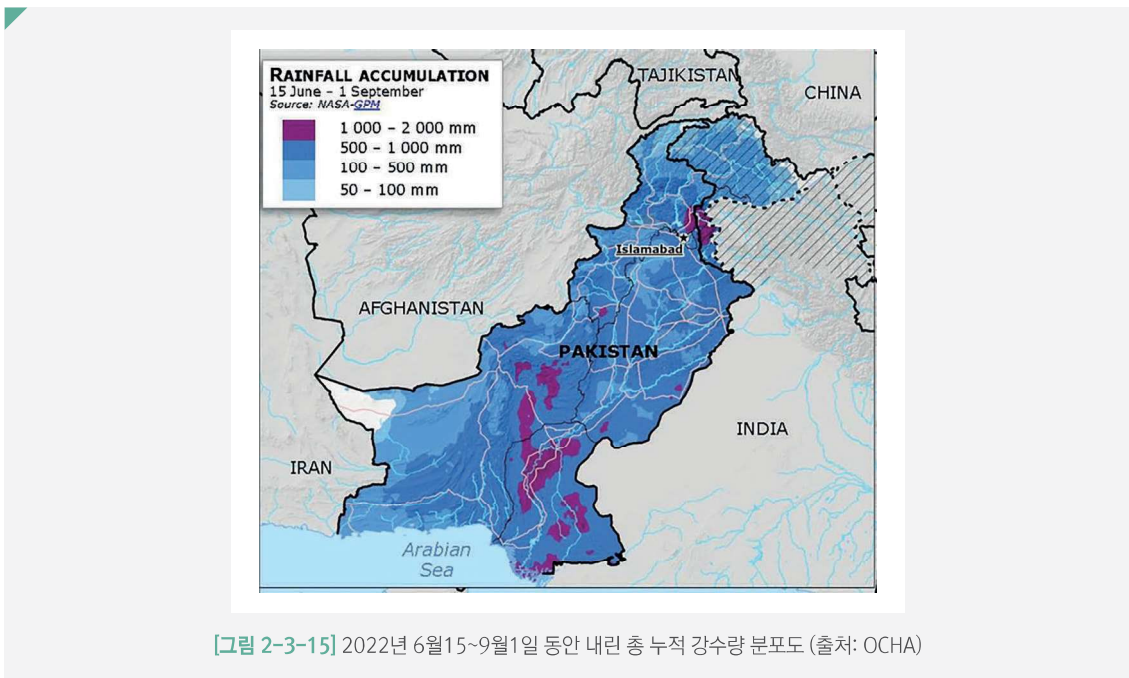 RAINFALL ACCUMULATION
15 June – 1 September
Source: NASA-GPM
1 000 – 2 000 mm
500 – 1 000 mm
100 – 500 mm
50 – 100 mm
TAJIKISTAN
CHINA
Islamabad
AFGHANISTAN
PAKISTAN
INDIA
IRAN
Arabian
Sea
[그림 2-3-15] 2022년 6월15~9월1일 동안 내린 총 누적 강수량 분포도 (출처: OCHA)